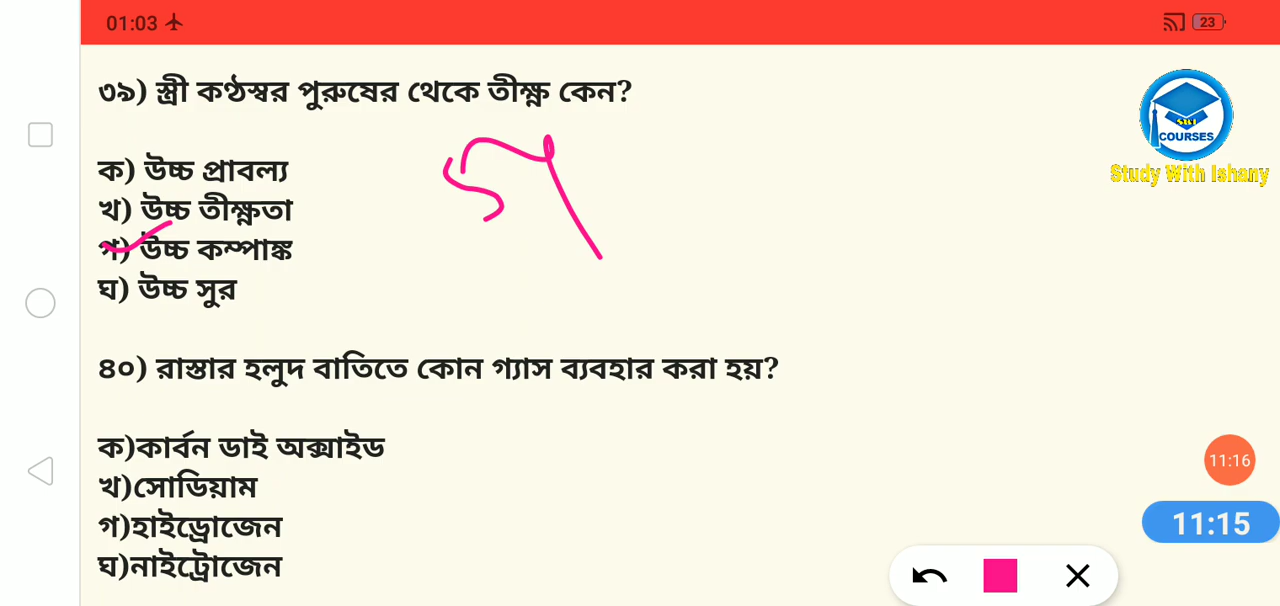 01:03
23
৩৯) স্ত্রী কণ্ঠস্বর পুরুষের থেকে তীক্ষ্ণ কেন?
SWI
COURSES
Study With Ishany
ক) উচ্চ প্রাবল্য
খ) উচ্চ তীক্ষ্ণতা
গ) উচ্চ কম্পাঙ্ক
ঘ) উচ্চ সুর
৪০) রাস্তার হলুদ বাতিতে কোন গ্যাস ব্যবহার করা হয়?
ক)কার্বন ডাই অক্সাইড
খ)সোডিয়াম
গ)হাইড্রোজেন
ঘ)নাইট্রোজেন
11:16
11:15